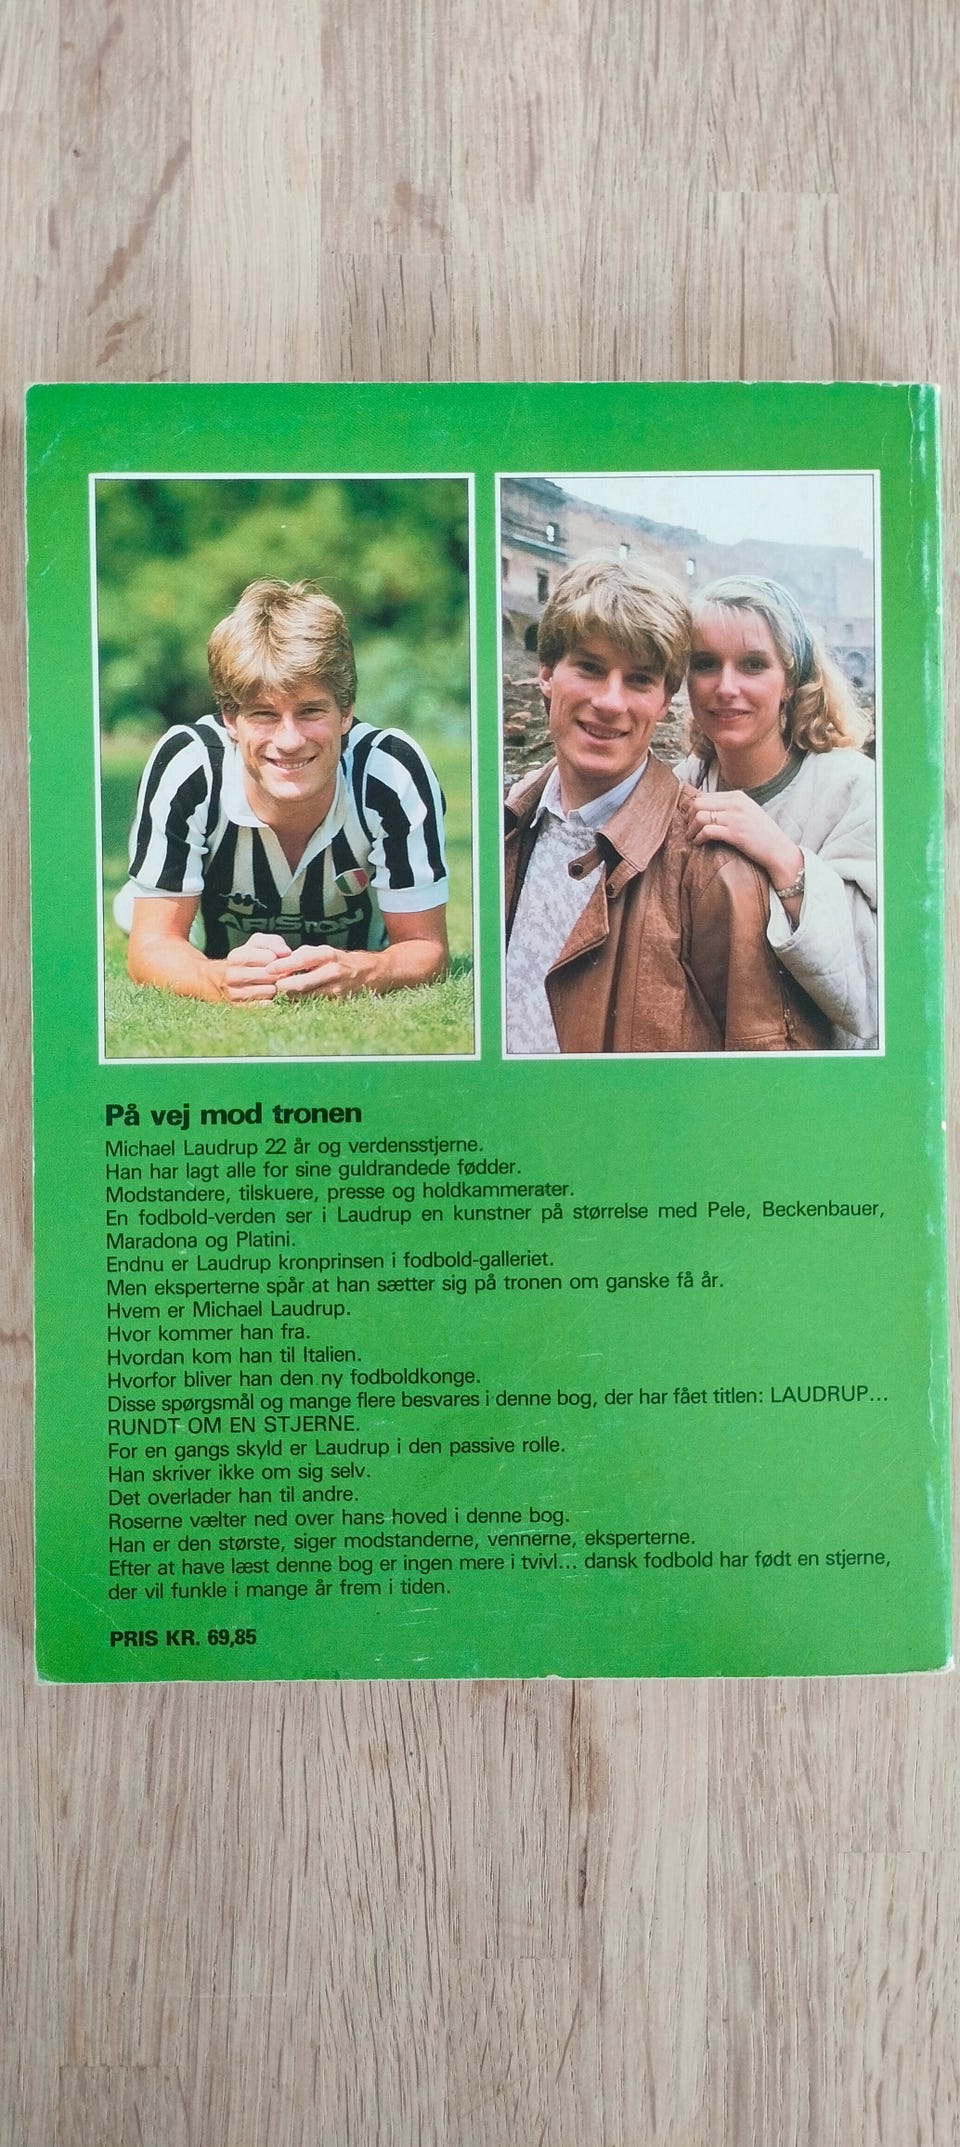 ARISTON
På vej mod tronen
Michael Laudrup 22 år og verdensstjerne.
Han har lagt alle for sine guldrandede fødder.
Modstandere, tilskuere, presse og holdkammerater.
En fodbold-verden ser i Laudrup en kunstner på størrelse med Pele, Beckenbauer,
Maradona og Platini.
Endnu er Laudrup kronprinsen i fodbold-galleriet.
Men eksperterne spår at han sætter sig på tronen om ganske få år.
Hvem er Michael Laudrup.
Hvor kommer han fra.
Hvordan kom han til Italien.
Hvorfor bliver han den ny fodboldkonge.
Disse spørgsmål og mange flere besvares i denne bog, der har fået titlen: LAUDRUP...
RUNDT OM EN STJERNE.
For en gangs skyld er Laudrup i den passive rolle.
Han skriver ikke om sig selv.
Det overlader han til andre.
Roserne vælter ned over hans hoved i denne bog.
Han er den største, siger modstanderne, vennerne, eksperterne.
Efter at have læst denne bog er ingen mere i tvivl... dansk fodbold har født en stjerne,
der vil funkle i mange år frem i tiden.
PRIS KR. 69,85